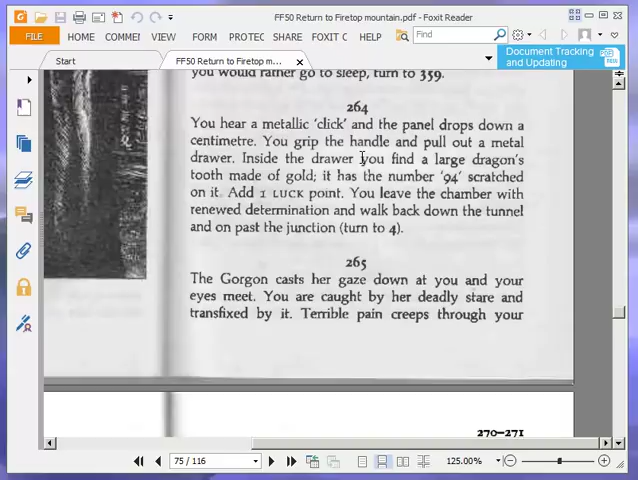 FF50 Return to Firetop mountain.pdf - Foxit Reader
FILE HOME COMMEI VIEW FORM PROTEC SHARE FOXIT C HELP Find
Document Tracking
and Updating
Start FF50 Return to Firetop m...
you would rather go to sleep, turn to 359.
264
You hear a metallic 'click' and the panel drops down a
centimetre. You grip the handle and pull out a metal
drawer. Inside the drawer you find a large dragon's
tooth made of gold; it has the number '94' scratched
on it. Add 1 LUCK point. You leave the chamber with
renewed determination and walk back down the tunnel
and on past the junction (turn to 4).
265
The Gorgon casts her gaze down at you and your
eyes meet. You are caught by her deadly stare and
transfixed by it. Terrible pain creeps through your
270–271
75 / 116 125.00%